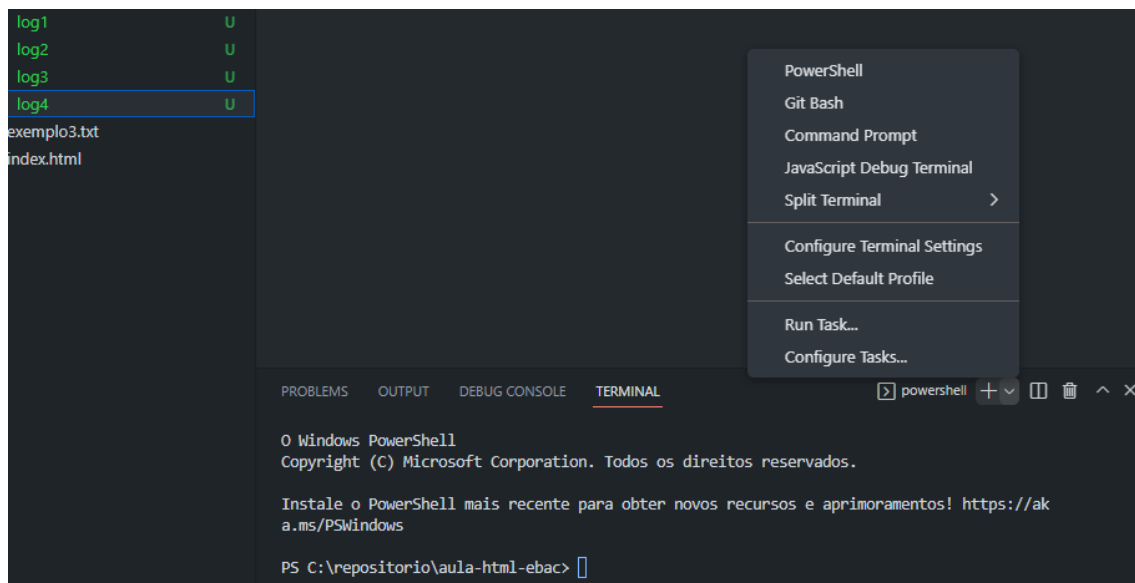 log1 U
log2 U
log3 U
log4 U
exemplo3.txt
index.html
PowerShell
Git Bash
Command Prompt
JavaScript Debug Terminal
Split Terminal
Configure Terminal Settings
Select Default Profile
Run Task...
Configure Tasks...
PROBLEMS OUTPUT DEBUG CONSOLE TERMINAL powershell
O Windows PowerShell
Copyright (C) Microsoft Corporation. Todos os direitos reservados.
Instale o PowerShell mais recente para obter novos recursos e aprimoramentos! https://ak
a.ms/PSWindows
PS C:\repositorio\aula-html-ebac>